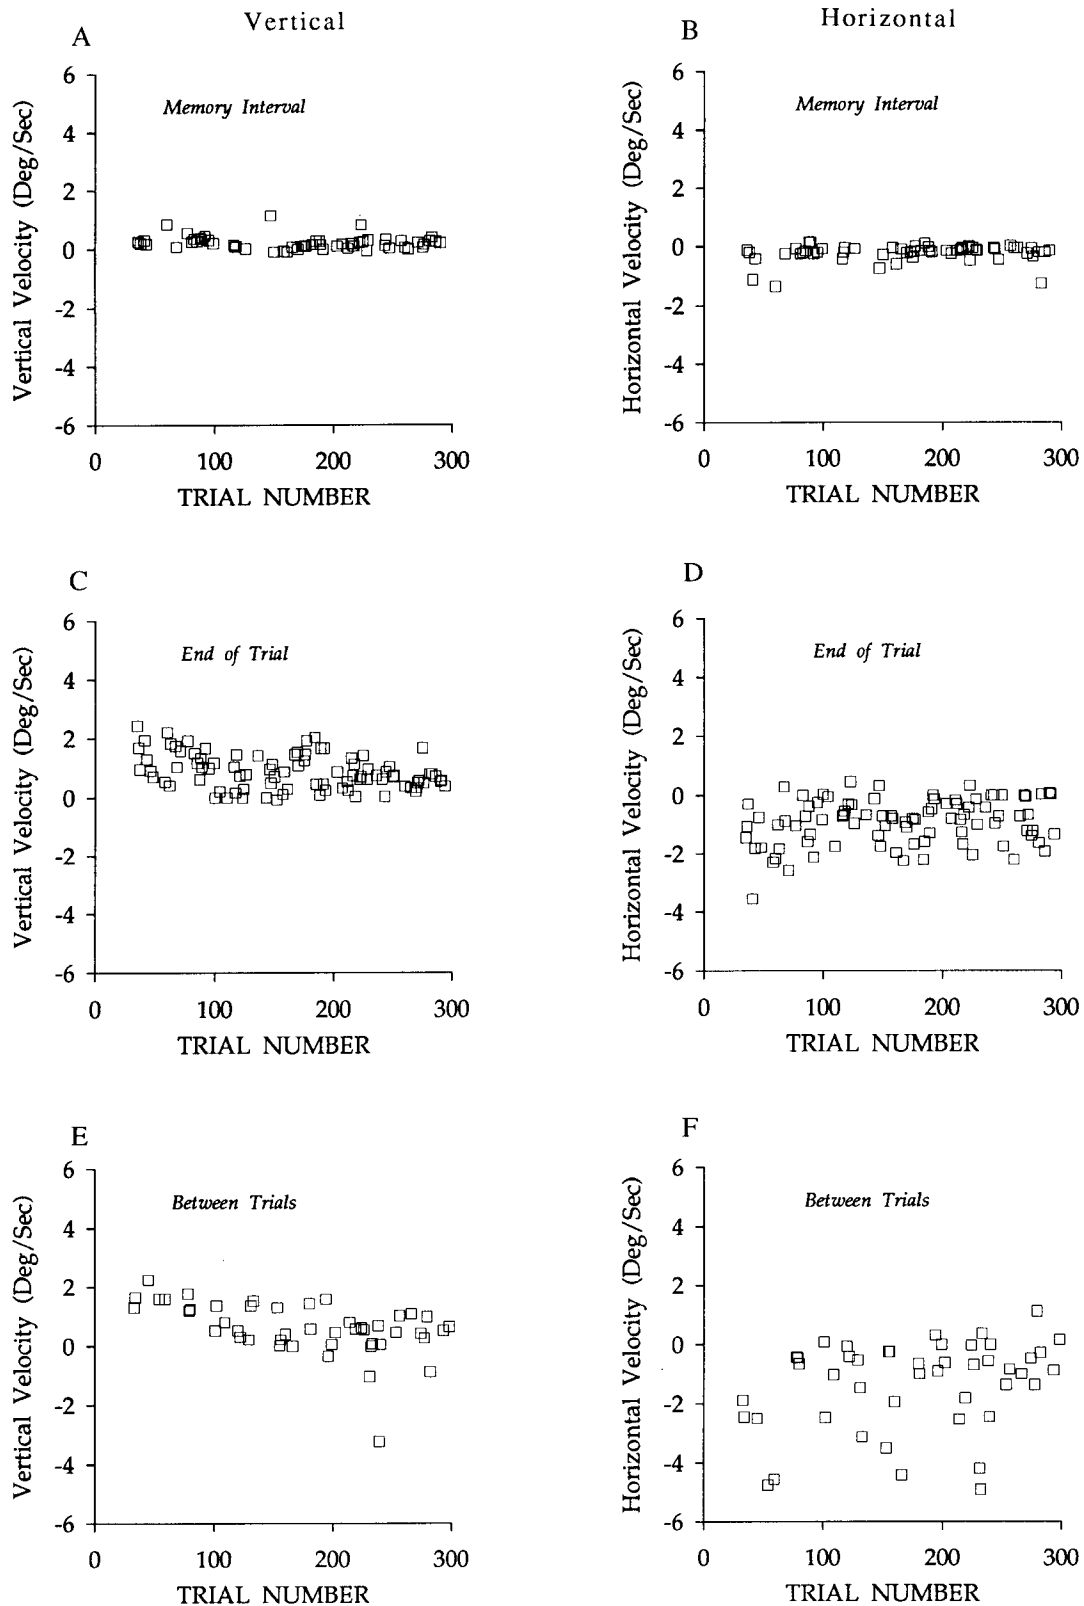 Vertical
Horizontal
A
B
Memory Interval
Memory Interval
Vertical Velocity (Deg/Sec)
Horizontal Velocity (Deg/Sec)
6
4
2
0
-2
-4
-6
6
4
2
0
-2
-4
-6
0 100 200 300
0 100 200 300
TRIAL NUMBER
TRIAL NUMBER
C
D
End of Trial
End of Trial
Vertical Velocity (Deg/Sec)
Horizontal Velocity (Deg/Sec)
6
4
2
0
-2
-4
-6
6
4
2
0
-2
-4
-6
0 100 200 300
0 100 200 300
TRIAL NUMBER
TRIAL NUMBER
E
F
Between Trials
Between Trials
Vertical Velocity (Deg/Sec)
Horizontal Velocity (Deg/Sec)
6
4
2
0
-2
-4
-6
6
4
2
0
-2
-4
-6
0 100 200 300
0 100 200 300
TRIAL NUMBER
TRIAL NUMBER